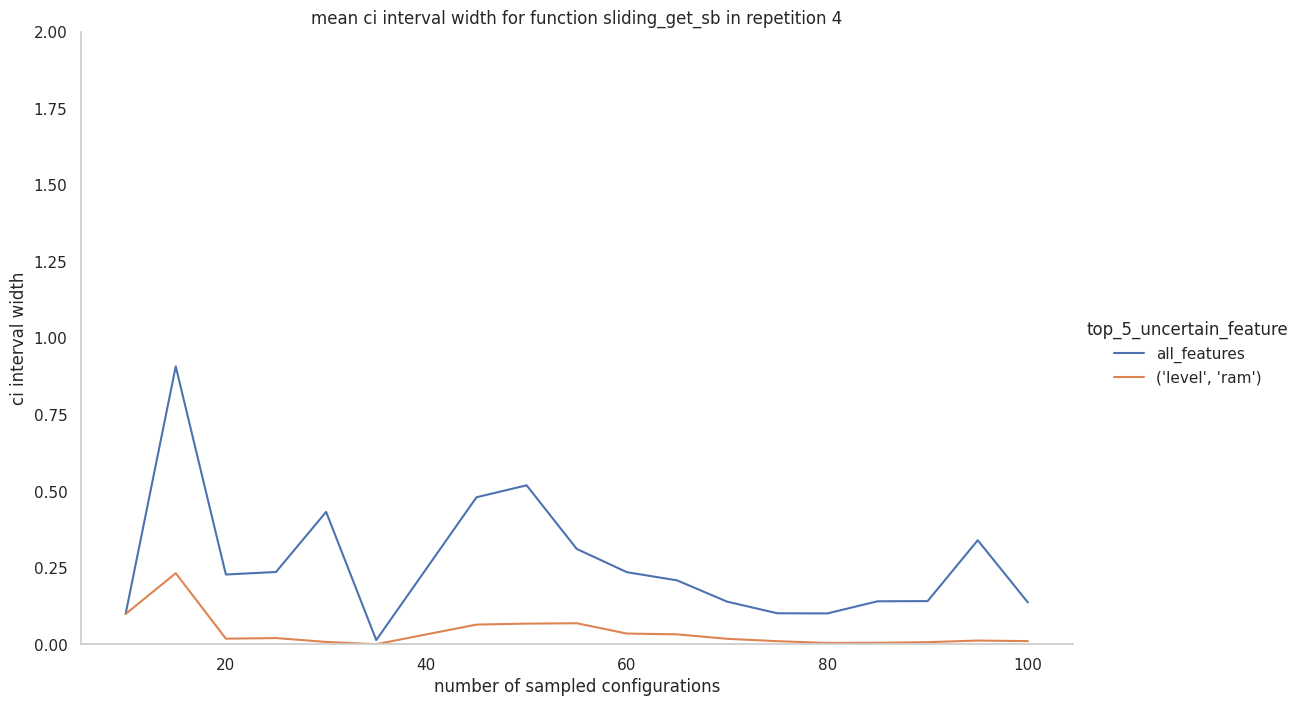 mean ci interval width for function sliding_get_sb in repetition 4
2.00
1.75
1.50
1.25
1.00
0.75
0.50
0.25
0.00
ci interval width
20 40 60 80 100
number of sampled configurations
top_5_uncertain_feature
all_features
('level', 'ram')